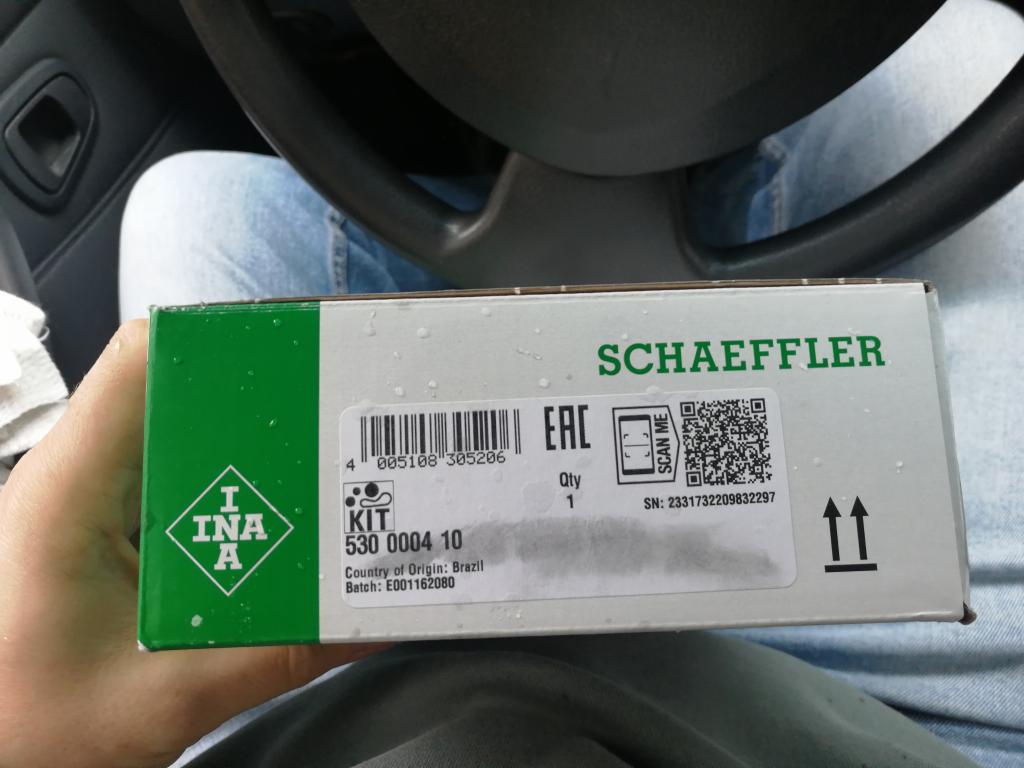 SCHAEFFLER
4 005108 305206
EAC
SCAN ME
Qty
1
SN: 2331732209832297
KIT
530 0004 10
Country of Origin: Brazil
Batch: E001162080
I
INA
A